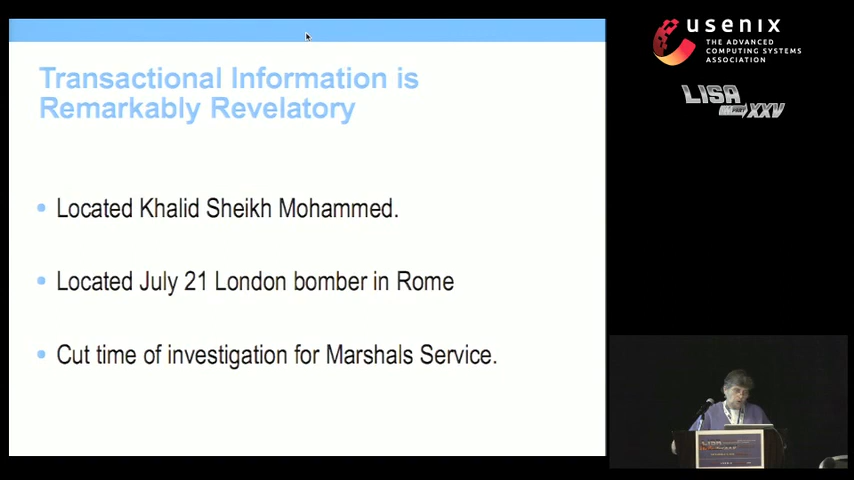 Transactional Information is
Remarkably Revelatory
• Located Khalid Sheikh Mohammed.
• Located July 21 London bomber in Rome
• Cut time of investigation for Marshals Service.
usenix
THE ADVANCED
COMPUTING SYSTEMS
ASSOCIATION
LISA
XXV
LISA